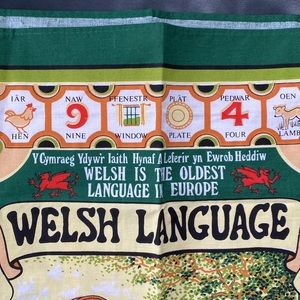 IÂR NAW FFENESTR PLÂT PEDWAR OEN
9 4
HEN NINE WINDOW PLATE FOUR LAMB
Y Cymraeg Ydyw'r Iaith Hynaf A Leferir yn Ewrob Heddiw
WELSH IS THE OLDEST
LANGUAGE IN EUROPE
WELSH LANGUAGE